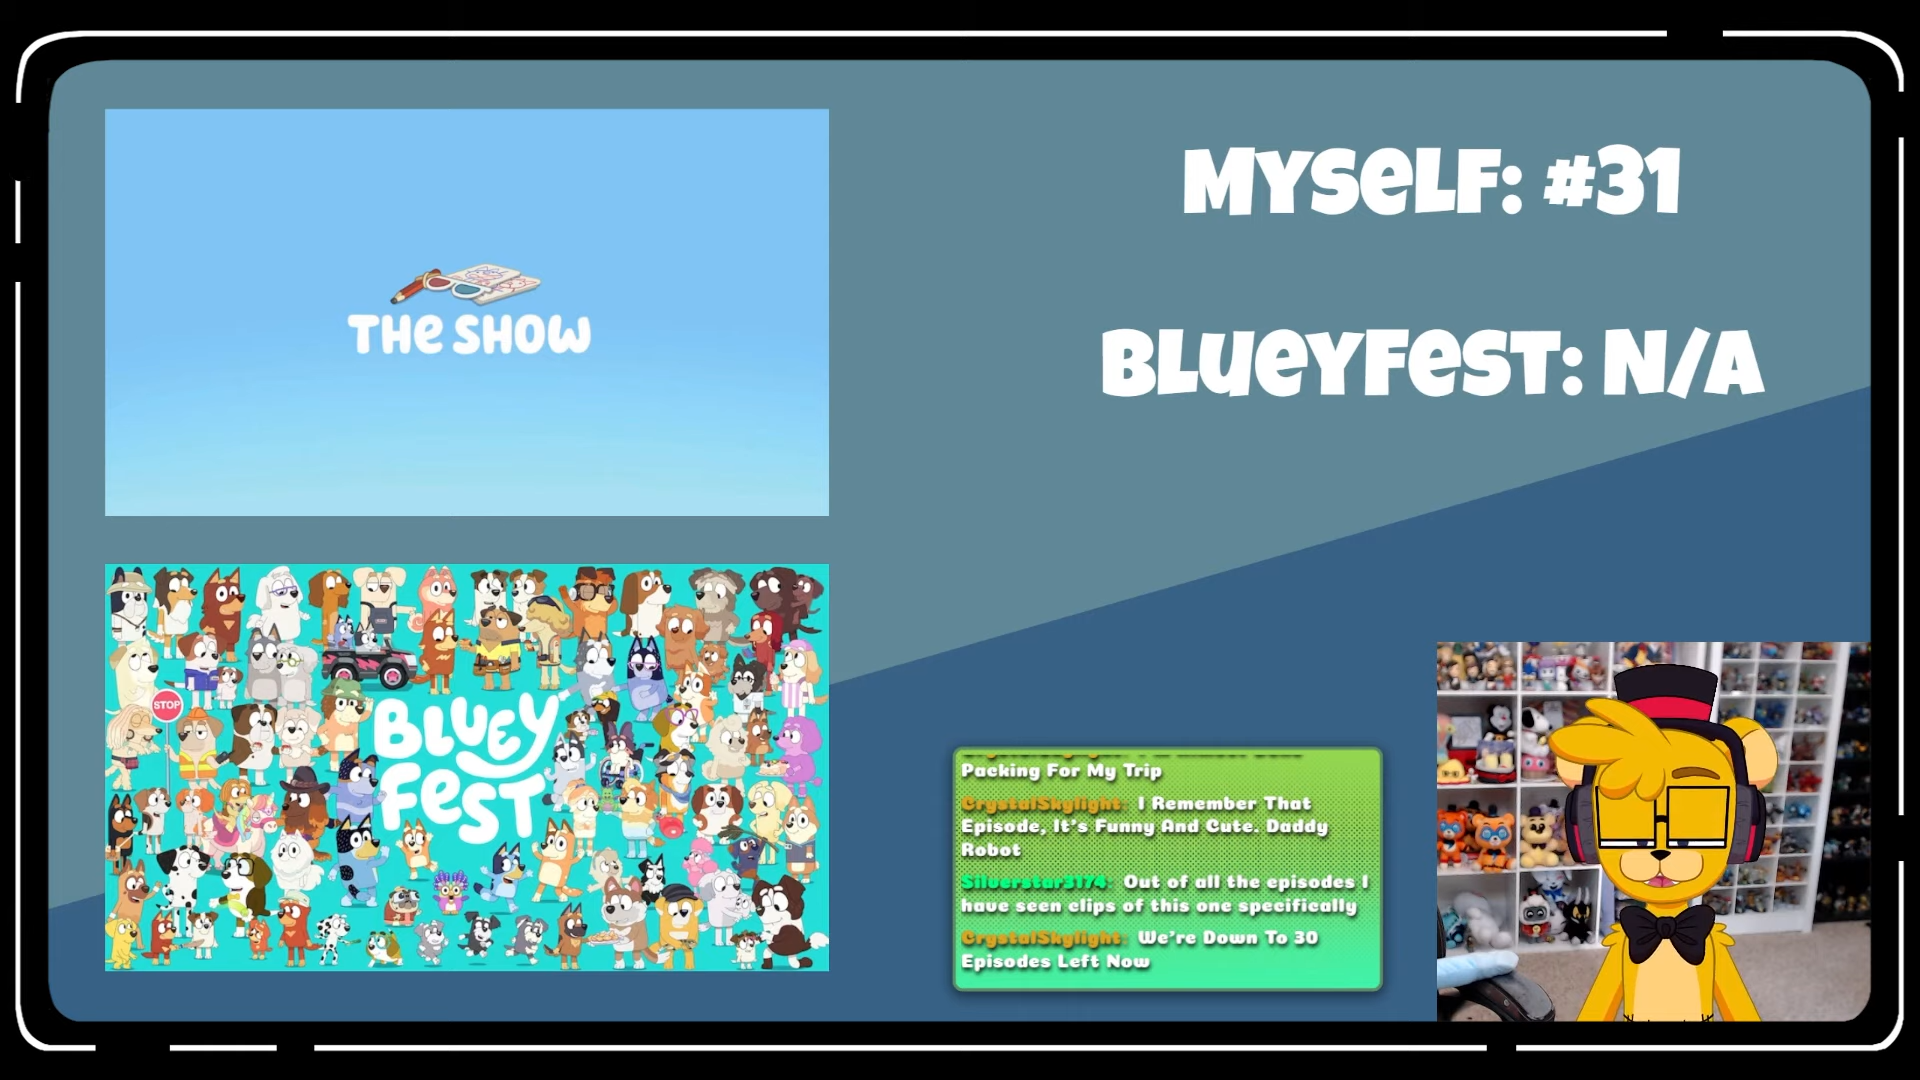 THE SHOW
MYSELF: #31
BLUEYFEST: N/A
STOP
BLUEY
FEST
Packing For My Trip
CrystalSkylight: I Remember That
Episode, It's Funny And Cute. Daddy
Robot
Silverstar3174: Out of all the episodes I
have seen clips of this one specifically
CrystalSkylight: We're Down To 30
Episodes Left Now